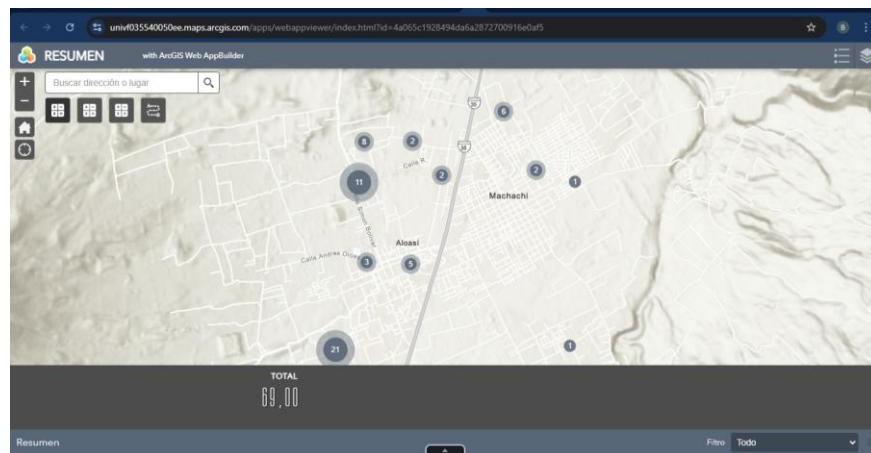 univf035540050ee.maps.arcgis.com/apps/webappviewer/index.html?id=4a065c1928494da6a2872700916e0af5
RESUMEN with ArcGIS Web AppBuilder
Buscar dirección o lugar
6
8
2
Calle R.
2
2
11
1
Machachi
Simon Bolivar
Aloasí
3
5
21
1
TOTAL
69,00
Resumen
Filtro Todo